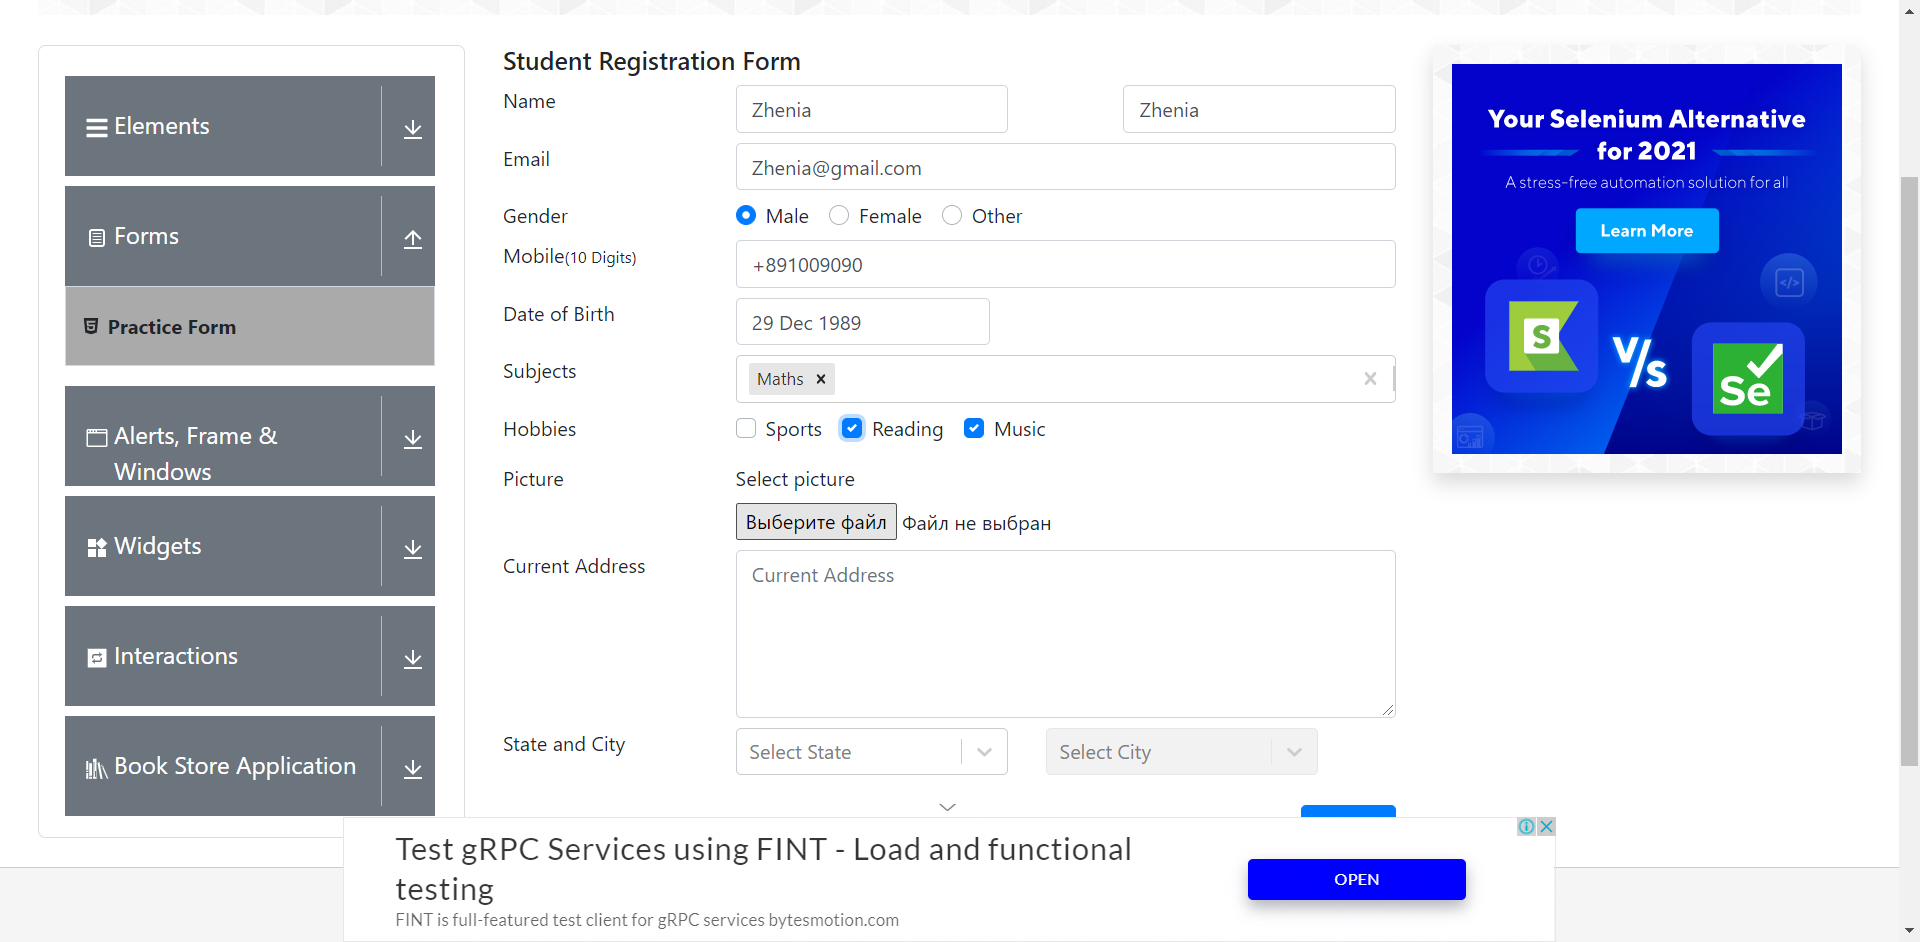 Elements
Forms
Practice Form
Alerts, Frame &
Windows
Widgets
Interactions
Book Store Application
Student Registration Form
Name
Zhenia
Zhenia
Email
Zhenia@gmail.com
Gender
Male
Female
Other
Mobile(10 Digits)
+891009090
Date of Birth
29 Dec 1989
Subjects
Maths
Hobbies
Sports
Reading
Music
Picture
Select picture
Выберите файл Файл не выбран
Current Address
Current Address
State and City
Select State
Select City
Your Selenium Alternative
for 2021
A stress-free automation solution for all
Learn More
S
V/s
Se
Test gRPC Services using FINT - Load and functional
testing
FINT is full-featured test client for gRPC services bytesmotion.com
OPEN